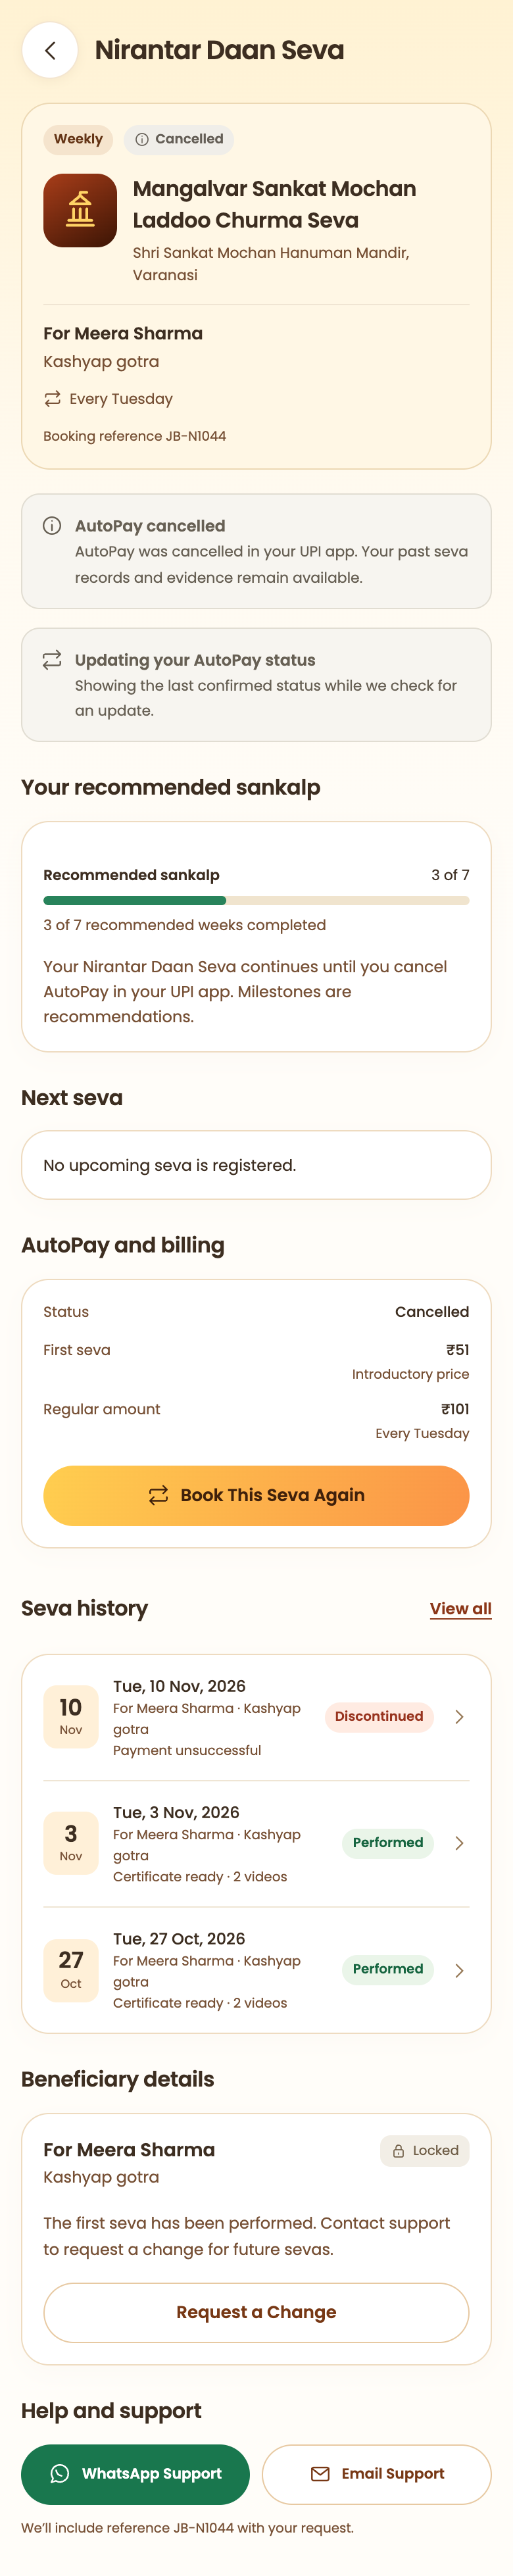 Nirantar Daan Seva
Weekly
Cancelled
Mangalvar Sankat Mochan
Laddoo Churma Seva
Shri Sankat Mochan Hanuman Mandir,
Varanasi
For Meera Sharma
Kashyap gotra
Every Tuesday
Booking reference JB-N1044
AutoPay cancelled
AutoPay was cancelled in your UPI app. Your past seva
records and evidence remain available.
Updating your AutoPay status
Showing the last confirmed status while we check for
an update.
Your recommended sankalp
Recommended sankalp
3 of 7
3 of 7 recommended weeks completed
Your Nirantar Daan Seva continues until you cancel
AutoPay in your UPI app. Milestones are
recommendations.
Next seva
No upcoming seva is registered.
AutoPay and billing
Status
Cancelled
First seva
₹51
Introductory price
Regular amount
₹101
Every Tuesday
Book This Seva Again
Seva history
View all
10
Nov
Tue, 10 Nov, 2026
For Meera Sharma · Kashyap
gotra
Payment unsuccessful
Discontinued
3
Nov
Tue, 3 Nov, 2026
For Meera Sharma · Kashyap
gotra
Certificate ready · 2 videos
Performed
27
Oct
Tue, 27 Oct, 2026
For Meera Sharma · Kashyap
gotra
Certificate ready · 2 videos
Performed
Beneficiary details
For Meera Sharma
Locked
Kashyap gotra
The first seva has been performed. Contact support
to request a change for future sevas.
Request a Change
Help and support
WhatsApp Support
Email Support
We'll include reference JB-N1044 with your request.